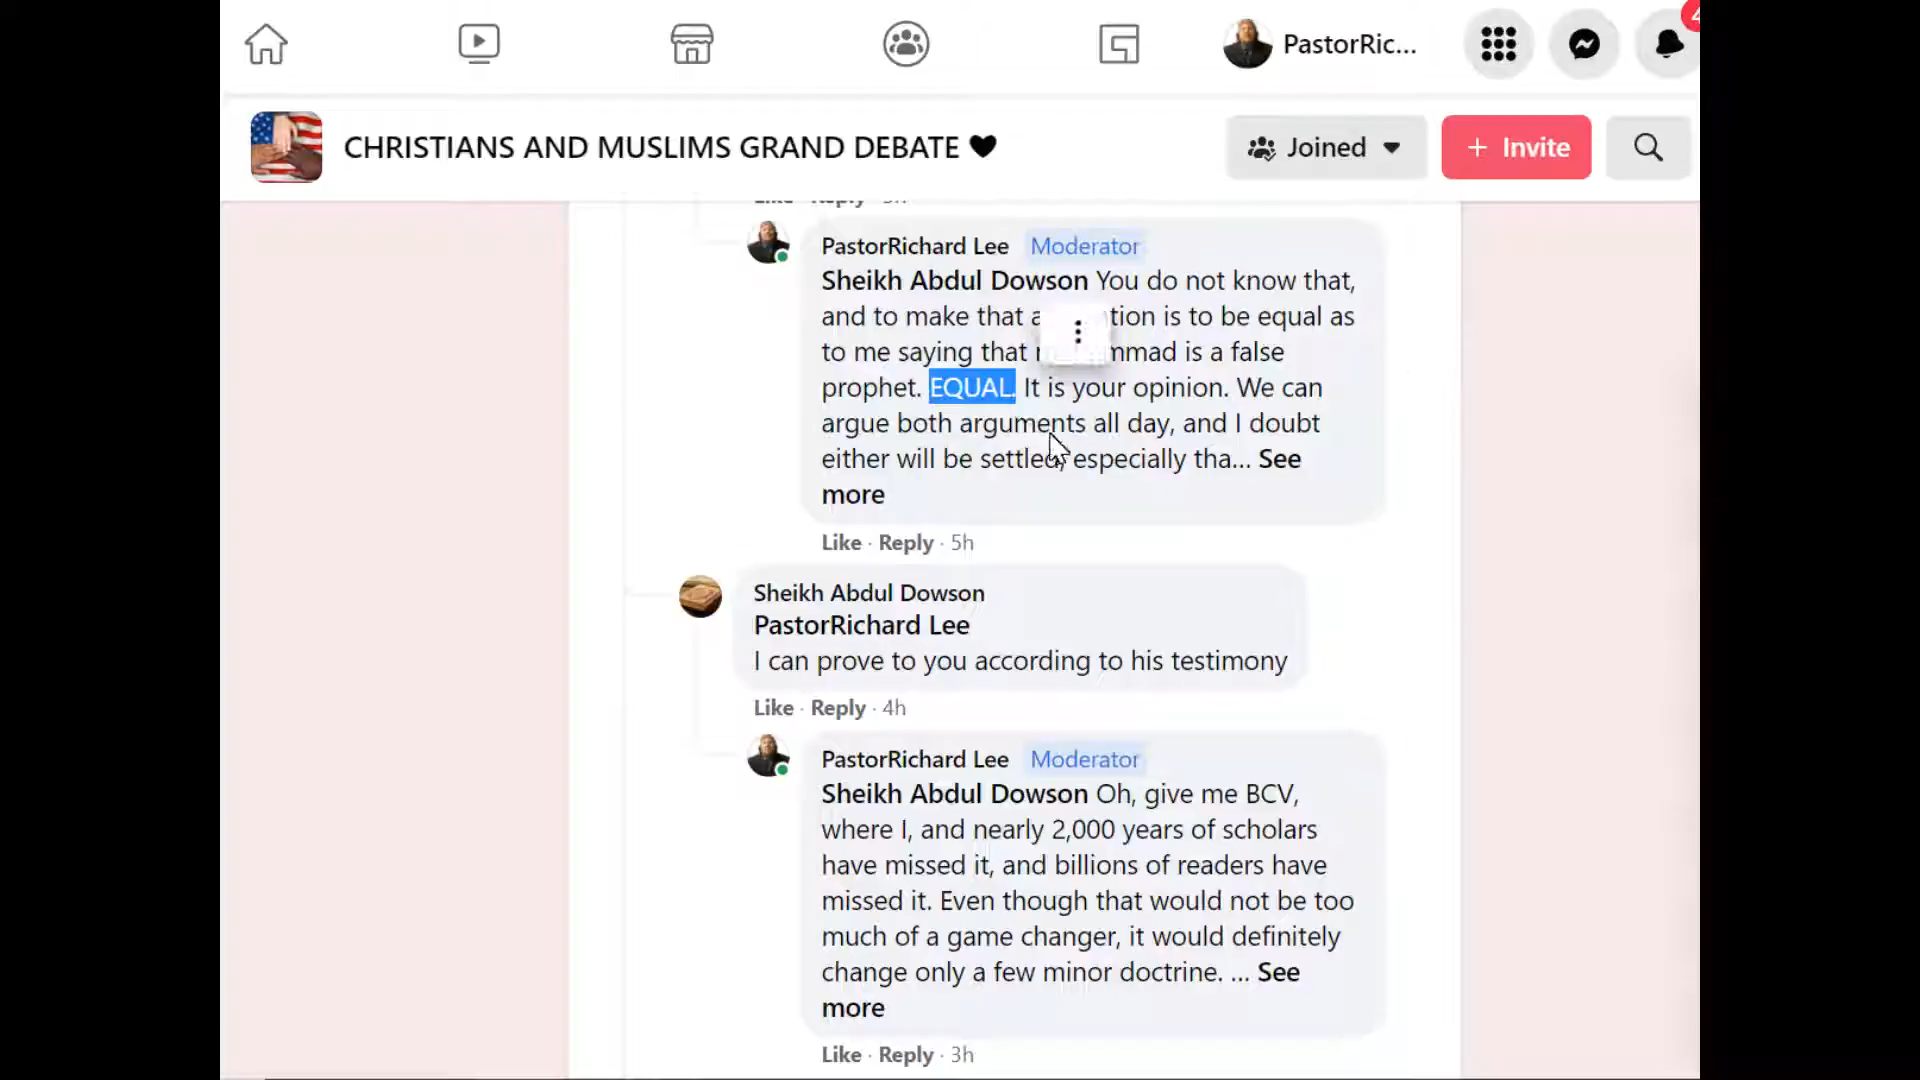 PastorRic...
CHRISTIANS AND MUSLIMS GRAND DEBATE
Joined
+ Invite
Like Reply
PastorRichard Lee Moderator
Sheikh Abdul Dowson You do not know that,
and to make that a tion is to be equal as
to me saying that mmad is a false
prophet. EQUAL. It is your opinion. We can
argue both arguments all day, and I doubt
either will be settled, especially tha... See
more
Like · Reply · 5h
Sheikh Abdul Dowson
PastorRichard Lee
I can prove to you according to his testimony
Like · Reply · 4h
PastorRichard Lee Moderator
Sheikh Abdul Dowson Oh, give me BCV,
where I, and nearly 2,000 years of scholars
have missed it, and billions of readers have
missed it. Even though that would not be too
much of a game changer, it would definitely
change only a few minor doctrine. ... See
more
Like · Reply · 3h